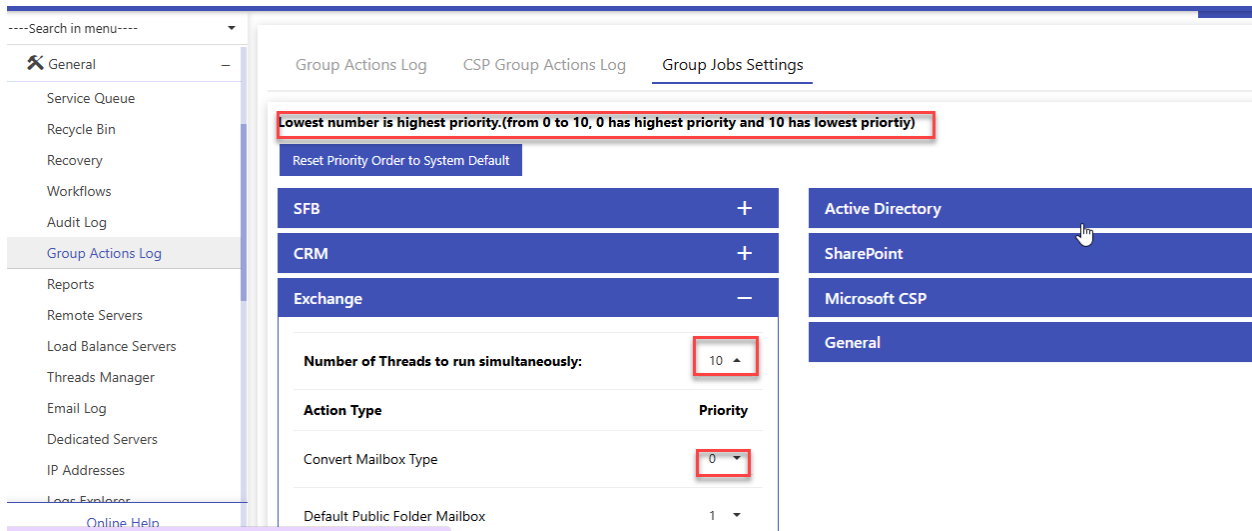 ----Search in menu----
General
Service Queue
Recycle Bin
Recovery
Workflows
Audit Log
Group Actions Log
Reports
Remote Servers
Load Balance Servers
Threads Manager
Email Log
Dedicated Servers
IP Addresses
Logs Explorer
Online Help
Group Actions Log CSP Group Actions Log Group Jobs Settings
Lowest number is highest priority.(from 0 to 10, 0 has highest priority and 10 has lowest priortiy)
Reset Priority Order to System Default
SFB
CRM
Exchange
Number of Threads to run simultaneously: 10
Action Type Priority
Convert Mailbox Type 0
Default Public Folder Mailbox 1
Active Directory
SharePoint
Microsoft CSP
General